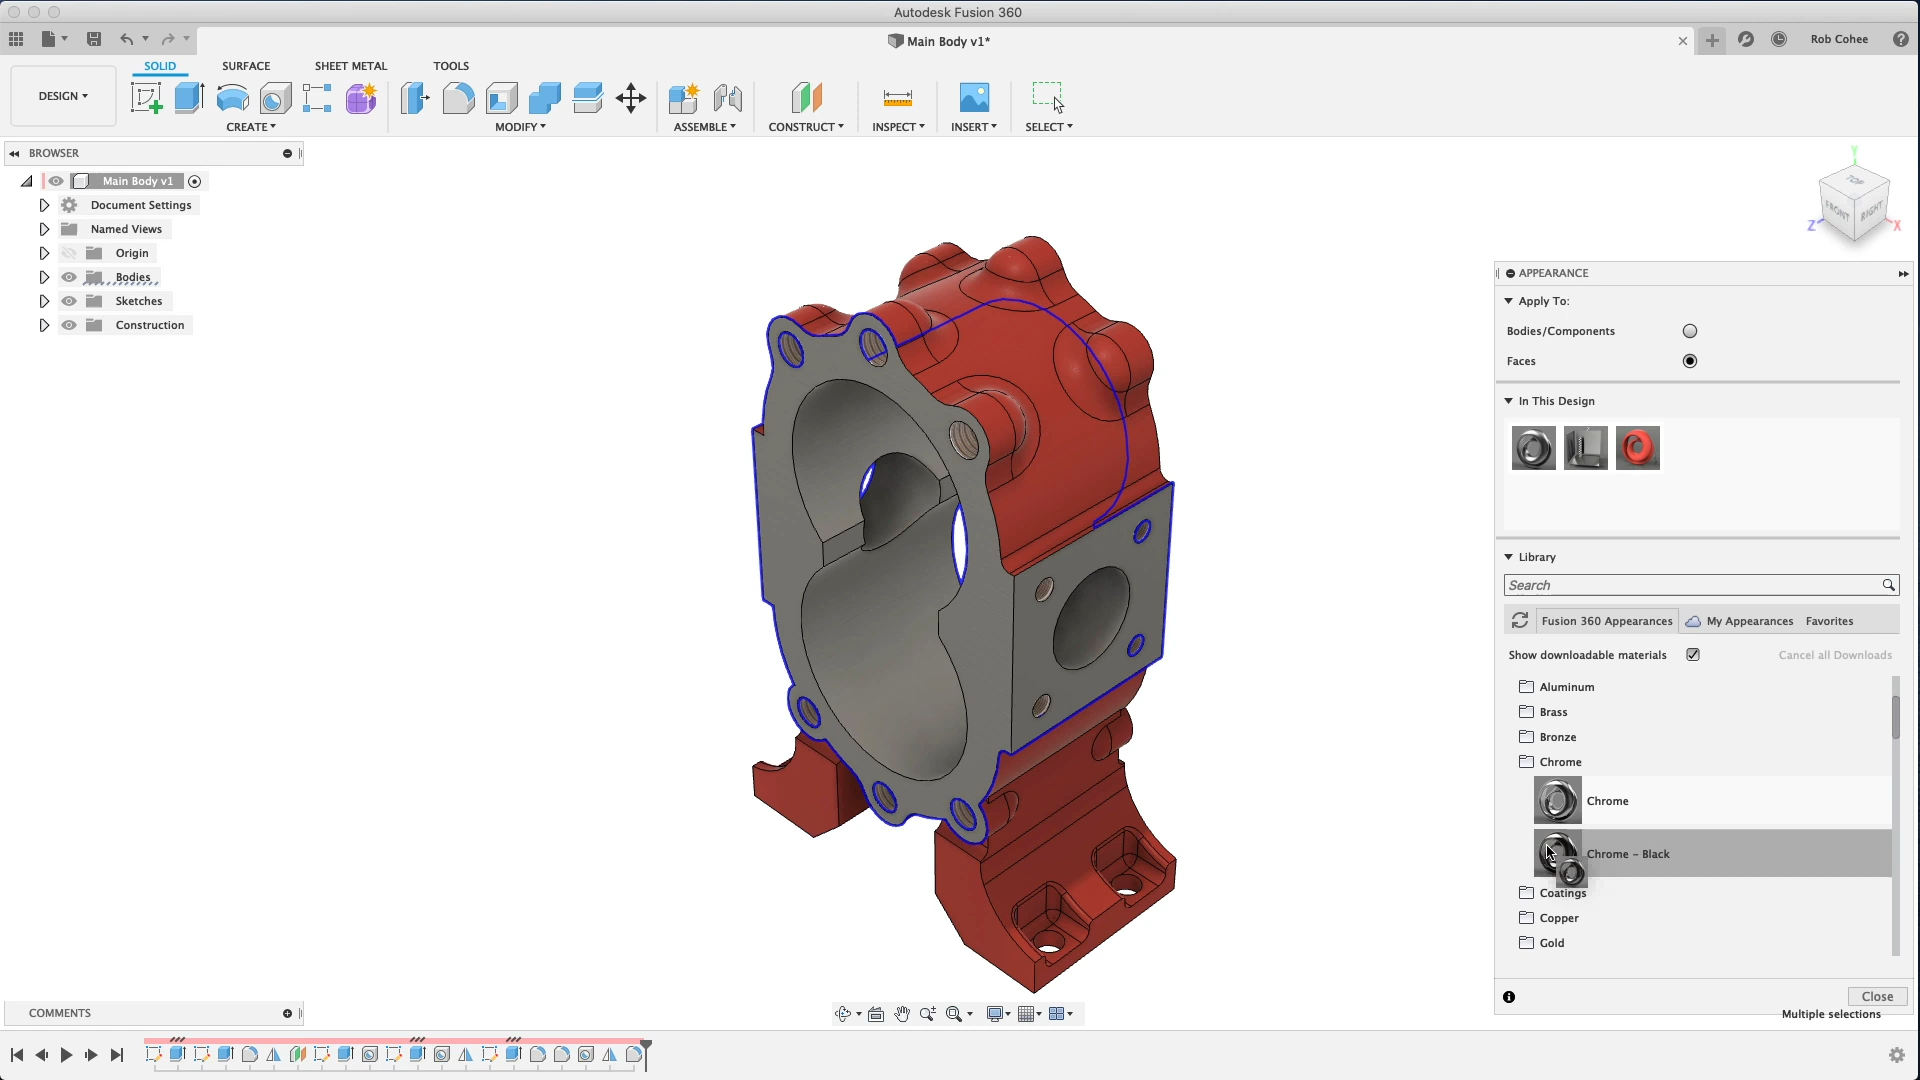 Autodesk Fusion 360
Main Body v1*
Rob Cohee
SOLID SURFACE SHEET METAL TOOLS
DESIGN
CREATE MODIFY ASSEMBLE CONSTRUCT INSPECT INSERT SELECT
BROWSER
Main Body v1
Document Settings
Named Views
Origin
Bodies
Sketches
Construction
Y
TOP
FRONT RIGHT
Z X
APPEARANCE
Apply To:
Bodies/Components
Faces
In This Design
Library
Search
Fusion 360 Appearances My Appearances Favorites
Show downloadable materials Cancel all Downloads
Aluminum
Brass
Bronze
Chrome
Chrome
Chrome - Black
Coatings
Copper
Gold
Close
Multiple selections
COMMENTS